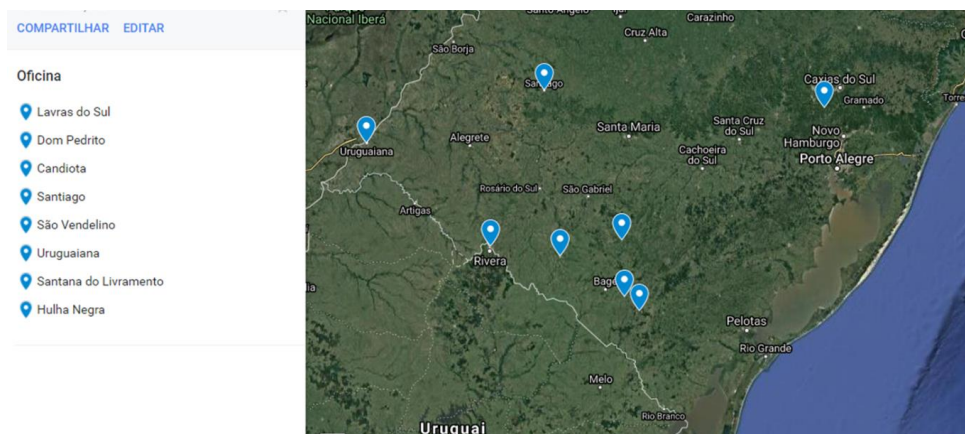 COMPARTILHAR EDITAR
Oficina
Lavras do Sul
Dom Pedrito
Candiota
Santiago
São Vendelino
Uruguaiana
Santana do Livramento
Hulha Negra
Nacional Iberá
Santo Ângelo
Carazinho
Cruz Alta
São Borja
Santiago
Caxias do Sul
Gramado
Torre
Uruguaiana
Alegrete
Santa Maria
Santa Cruz
do Sul
Novo
Hamburgo
Cachoeira
do Sul
Porto Alegre
Rosário do Sul
São Gabriel
Artigas
Rivera
Bagé
Pelotas
Rio Grande
Melo
Rio Branco
Uruguai